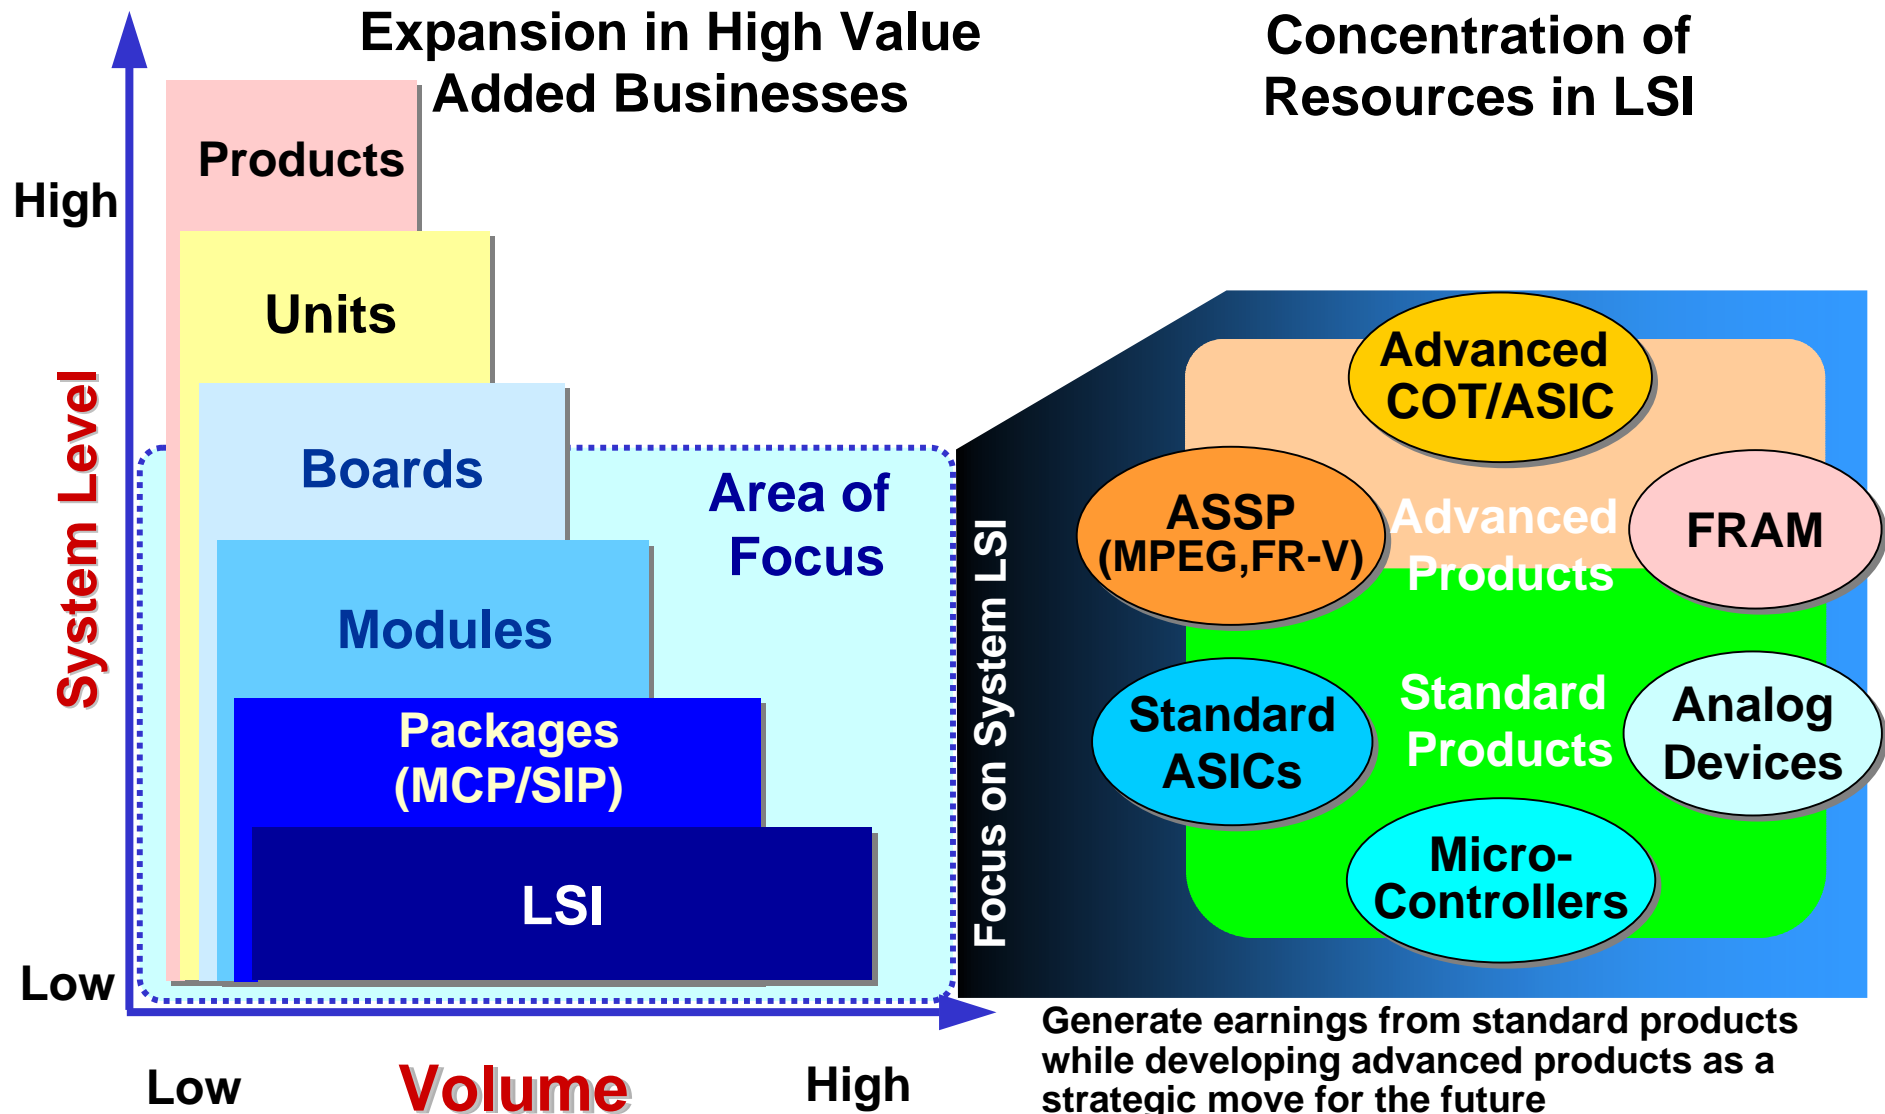 Expansion in High Value
Added Businesses
Concentration of
Resources in LSI
High
System Level
Low
Products
Units
Boards
Area of
Focus
Modules
Packages
(MCP/SIP)
LSI
Low
Volume
High
Focus on System LSI
Advanced
COT/ASIC
ASSP
(MPEG,FR-V)
Advanced
Products
FRAM
Standard
ASICs
Standard
Products
Analog
Devices
Micro-
Controllers
Generate earnings from standard products
while developing advanced products as a
strategic move for the future